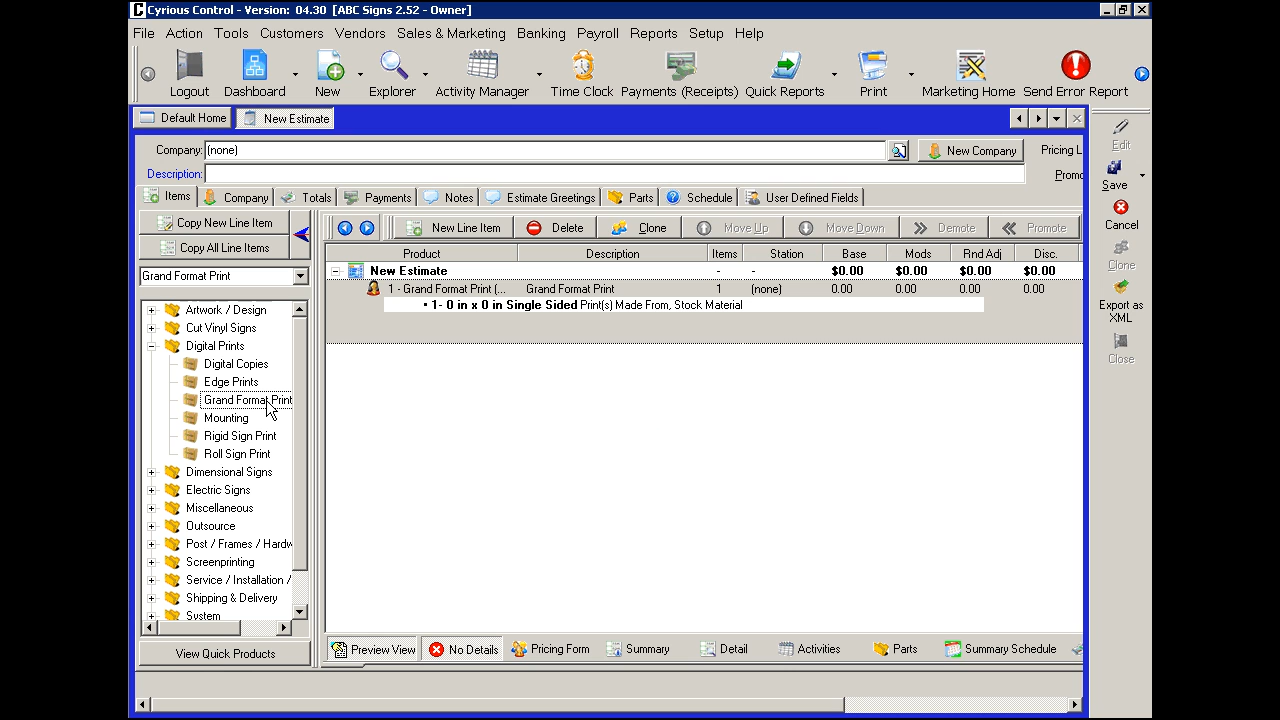 Cyrious Control - Version: 04.30 [ABC Signs 2.52 - Owner]
File Action Tools Customers Vendors Sales & Marketing Banking Payroll Reports Setup Help
Logout Dashboard New Explorer Activity Manager Time Clock Payments (Receipts) Quick Reports Print Marketing Home Send Error Report
Default Home New Estimate
Company: (none) New Company Pricing L
Description: Promo
Items Company Totals Payments Notes Estimate Greetings Parts Schedule User Defined Fields
Copy New Line Item
Copy All Line Items
Grand Format Print
Artwork / Design
Cut Vinyl Signs
Digital Prints
Digital Copies
Edge Prints
Grand Format Print
Mounting
Rigid Sign Print
Roll Sign Print
Dimensional Signs
Electric Signs
Miscellaneous
Outsource
Post / Frames / Hardw
Screenprinting
Service / Installation /
Shipping & Delivery
System
View Quick Products
New Line Item Delete Clone Move Up Move Down Demote Promote
Product Description Items Station Base Mods Rnd Adj Disc
New Estimate - - $0.00 $0.00 $0.00 $0.00
1 - Grand Format Print (... Grand Format Print 1 (none) 0.00 0.00 0.00 0.00
• 1- 0 in x 0 in Single Sided Print(s) Made From, Stock Material
Preview View No Details Pricing Form Summary Detail Activities Parts Summary Schedule
Edit
Save
Cancel
Clone
Export as
XML
Close